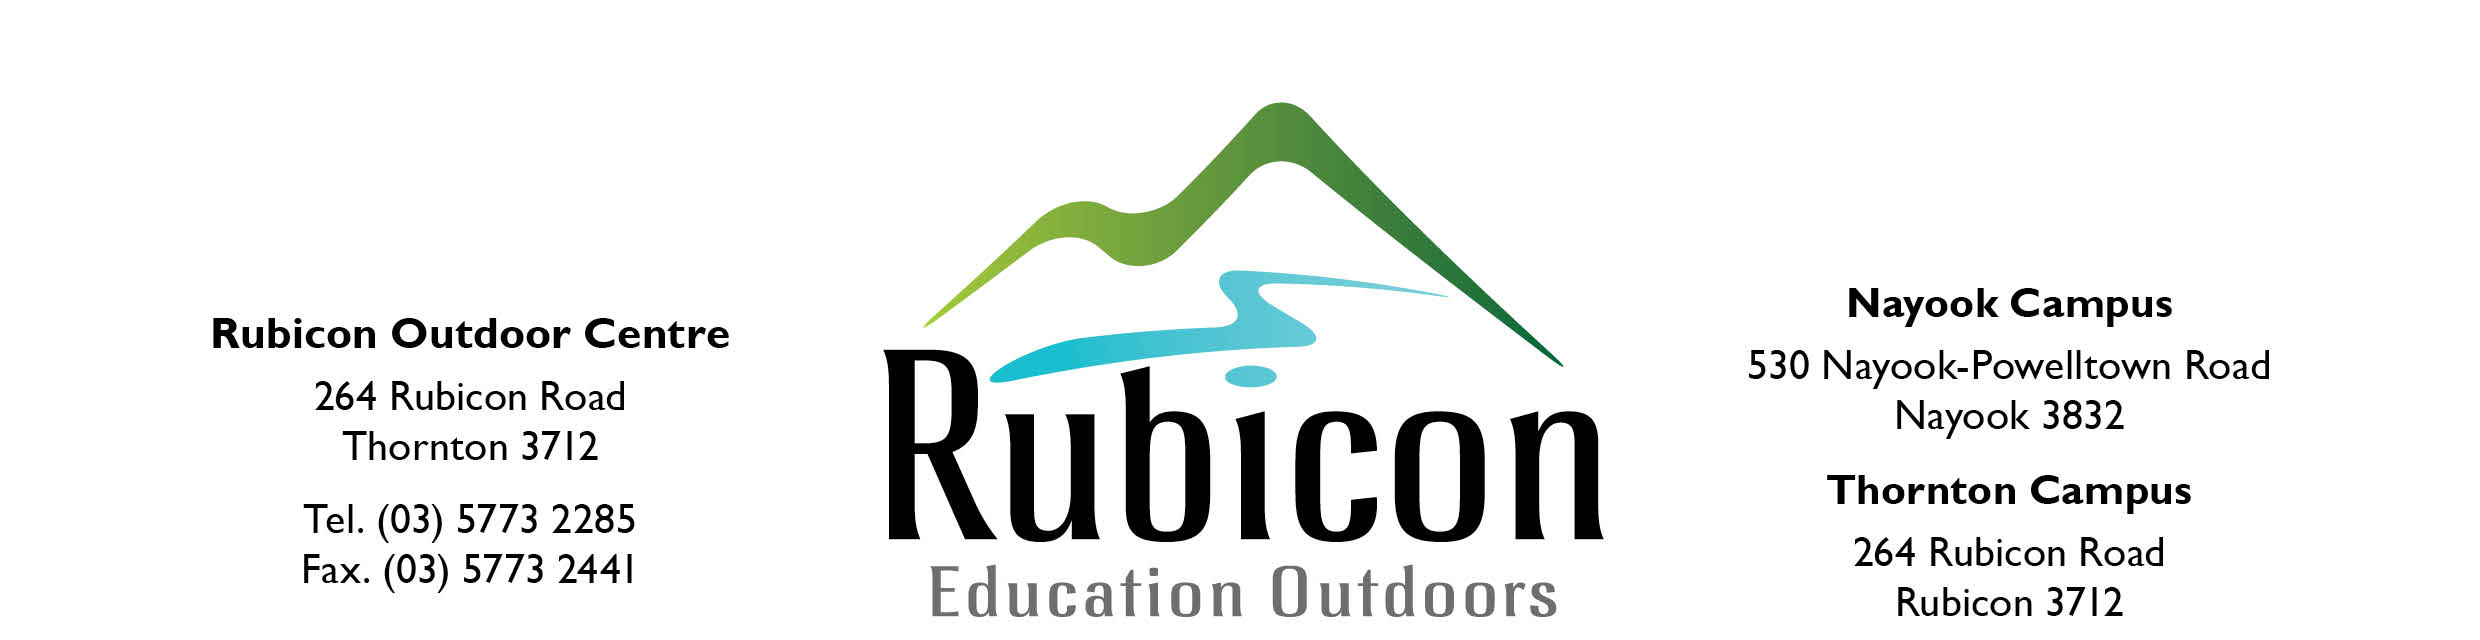 Rubicon Outdoor Centre
264 Rubicon Road
Thornton 3712
Tel. (03) 5773 2285
Fax. (03) 5773 2441
Rubicon
Education Outdoors
Nayook Campus
530 Nayook-Powelltown Road
Nayook 3832
Thornton Campus
264 Rubicon Road
Rubicon 3712